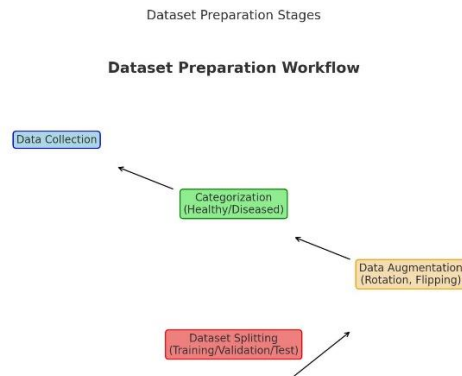 Dataset Preparation Stages
Dataset Preparation Workflow
Data Collection
Categorization
(Healthy/Diseased)
Data Augmentation
(Rotation, Flipping)
Dataset Splitting
(Training/Validation/Test)